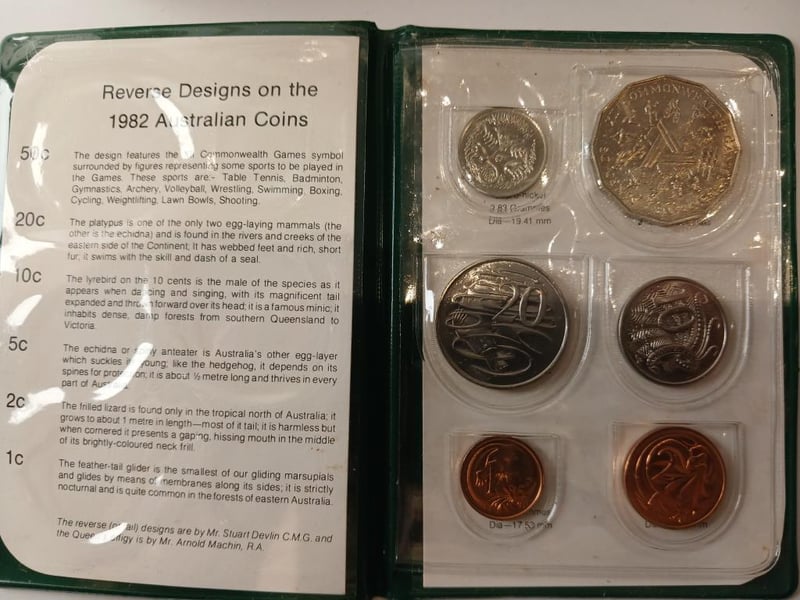 Reverse Designs on the
1982 Australian Coins
50c
The design features the Commonwealth Games symbol
surrounded by figures representing some sports to be played in
the Games. These sports are:- Table Tennis, Badminton,
Gymnastics, Archery, Volleyball, Wrestling, Swimming, Boxing,
Cycling, Weightlifting, Lawn Bowls, Shooting.
20c
The platypus is one of the only two egg-laying mammals (the
other is the echidna) and is found in the rivers and creeks of the
eastern side of the Continent; It has webbed feet and rich, short
fur; it swims with the skill and dash of a seal.
10c
The lyrebird on the 10 cents is the male of the species as it
appears when dancing and singing, with its magnificent tail
expanded and thrown forward over its head; it is a famous mimic; it
inhabits dense, damp forests from southern Queensland to
Victoria.
5c
The echidna or spiny anteater is Australia's other egg-layer
which suckles its young; like the hedgehog, it depends on its
spines for protection; it is about ½ metre long and thrives in every
part of Australia.
2c
The frilled lizard is found only in the tropical north of Australia; it
grows to about 1 metre in length—most of it tail; it is harmless but
when cornered it presents a gaping, hissing mouth in the middle
of its brightly-coloured neck frill.
1c
The feather-tail glider is the smallest of our gliding marsupials
and glides by means of membranes along its sides; it is strictly
nocturnal and is quite common in the forests of eastern Australia.
The reverse (or tail) designs are by Mr. Stuart Devlin C.M.G. and
the Queen's effigy is by Mr. Arnold Machin, R.A.
2.83 Grammes
Dia—19.41 mm
20
10
1
Dia—17.53 mm
2